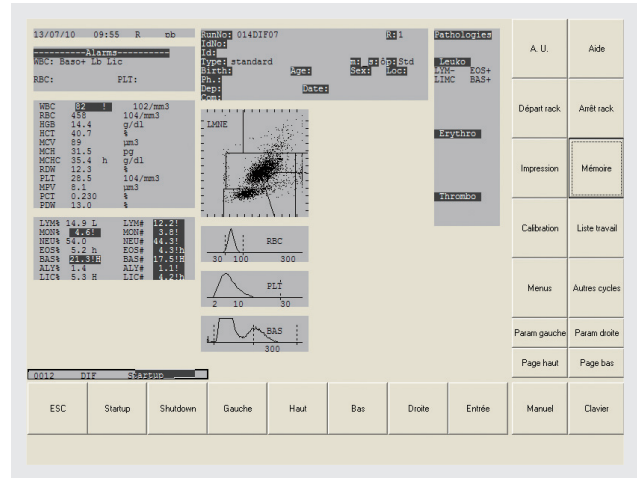 13/07/10 09:55 R pb
----------Alarms----------
WBC: Baso+ Lb Lic
RBC: PLT:
WBC 82 ! 102/mm3
RBC 458 104/mm3
HGB 14.4 g/dl
HCT 40.7 %
MCV 89 µm3
MCH 31.5 pg
MCHC 35.4 h g/dl
RDW 12.3 %
PLT 28.5 104/mm3
MPV 8.1 µm3
PCT 0.230 %
PDW 13.0 %
LYM% 14.9 L LYM# 12.2!
MON% 4.6! MON# 3.8!
NEU% 54.0 NEU# 44.3!
EOS% 5.2 h EOS# 4.3!h
BAS% 21.3!H BAS# 17.5!H
ALY% 1.4 ALY# 1.1!
LIC% 5.3 H LIC# 4.2!h
RunNo: 014DIF07 R: 1
IdNo:
Id:
Type: standard m: s: òp: Std
Birth: Age: Sex: Loc:
Ph.:
Dep: Date:
Com:
LMNE
RBC
30 100 300
PLT
2 10 30
BAS
300
Pathologies
Leuko
LYM- EOS+
LIMC BAS+
Erythro
Thrombo
0012 DIF Startup
A. U. Aide
Départ rack Arrêt rack
Impression Mémoire
Calibration Liste travail
Menus Autres cycles
Param gauche Param droite
Page haut Page bas
ESC Startup Shutdown Gauche Haut Bas Droite Entrée Manuel Clavier